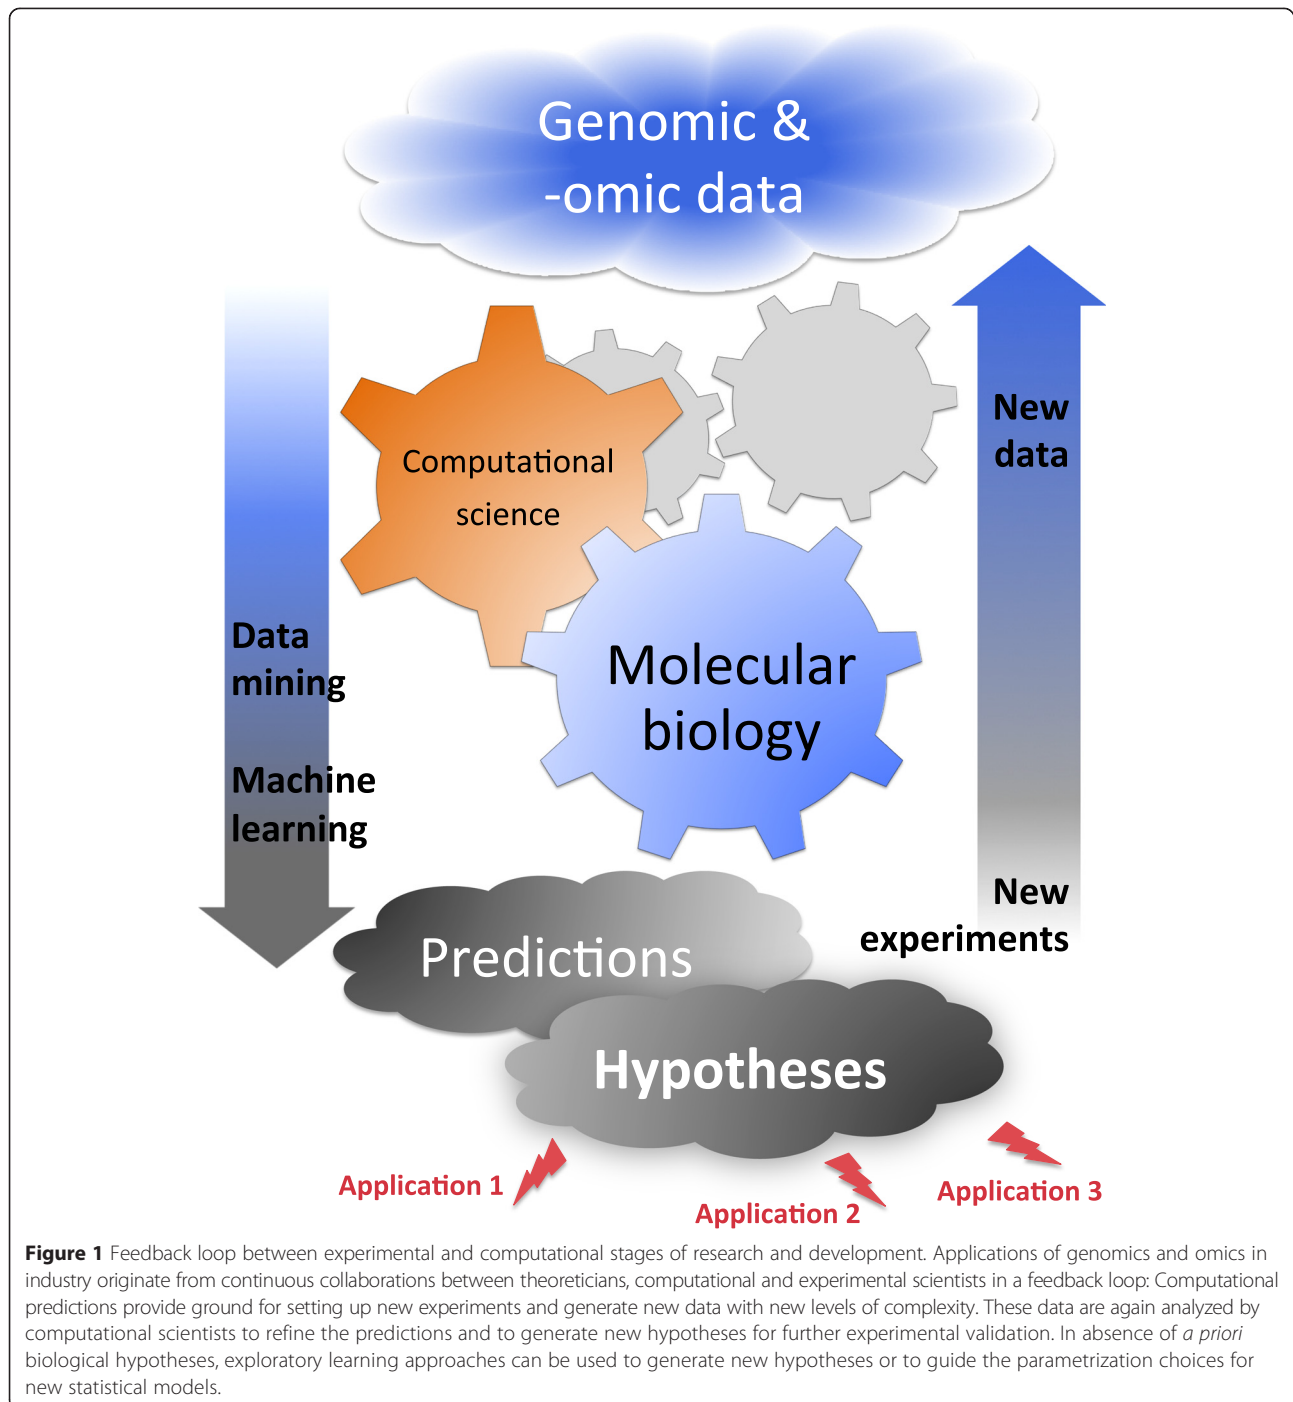 Genomic &
-omic data
Computational
science
New
data
Data
mining
Molecular
biology
Machine
learning
New
experiments
Predictions
Hypotheses
Application 1
Application 2
Application 3
Figure 1 Feedback loop between experimental and computational stages of research and development. Applications of genomics and omics in
industry originate from continuous collaborations between theoreticians, computational and experimental scientists in a feedback loop: Computational
predictions provide ground for setting up new experiments and generate new data with new levels of complexity. These data are again analyzed by
computational scientists to refine the predictions and to generate new hypotheses for further experimental validation. In absence of a priori
biological hypotheses, exploratory learning approaches can be used to generate new hypotheses or to guide the parametrization choices for
new statistical models.